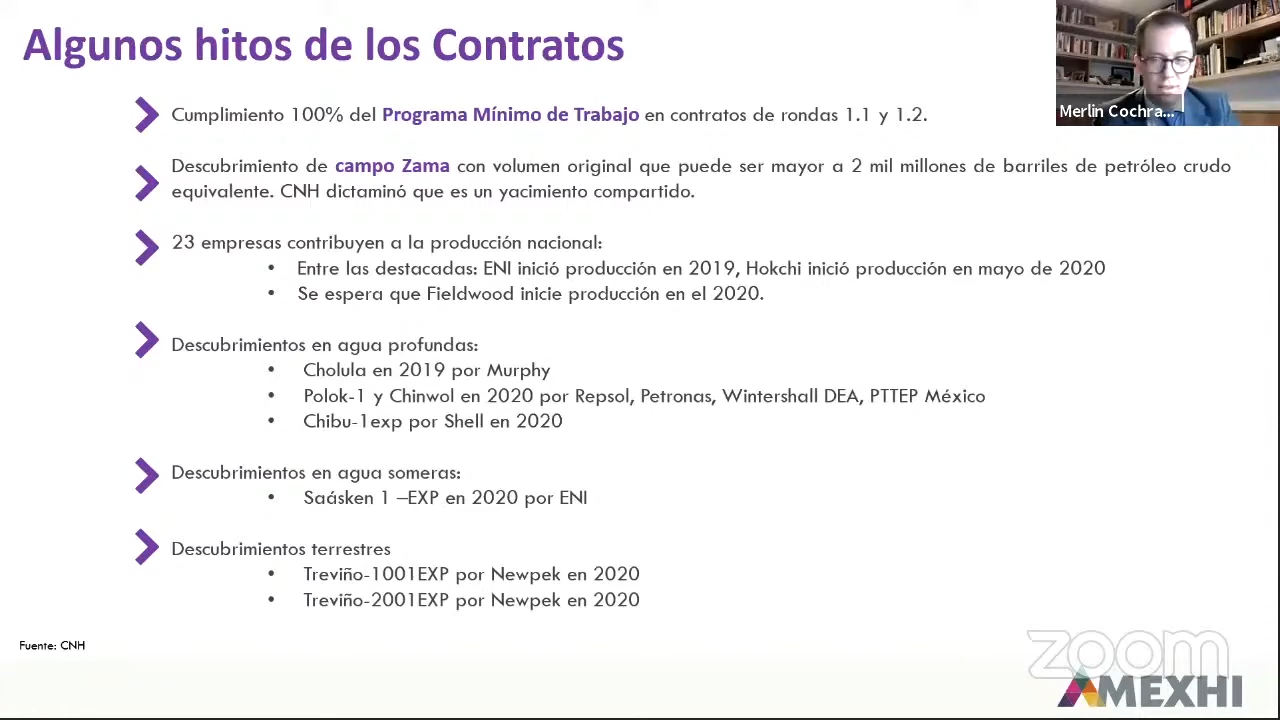 Algunos hitos de los Contratos
Merlin Cochra...
Cumplimiento 100% del Programa Mínimo de Trabajo en contratos de rondas 1.1 y 1.2.
Descubrimiento de campo Zama con volumen original que puede ser mayor a 2 mil millones de barriles de petróleo crudo
equivalente. CNH dictaminó que es un yacimiento compartido.
23 empresas contribuyen a la producción nacional:
• Entre las destacadas: ENI inició producción en 2019, Hokchi inició producción en mayo de 2020
• Se espera que Fieldwood inicie producción en el 2020.
Descubrimientos en agua profundas:
• Cholula en 2019 por Murphy
• Polok-1 y Chinwol en 2020 por Repsol, Petronas, Wintershall DEA, PTTEP México
• Chibu-1exp por Shell en 2020
Descubrimientos en agua someras:
• Saásken 1 –EXP en 2020 por ENI
Descubrimientos terrestres
• Treviño-1001EXP por Newpek en 2020
• Treviño-2001EXP por Newpek en 2020
Fuente: CNH
zoom
AMEXHI